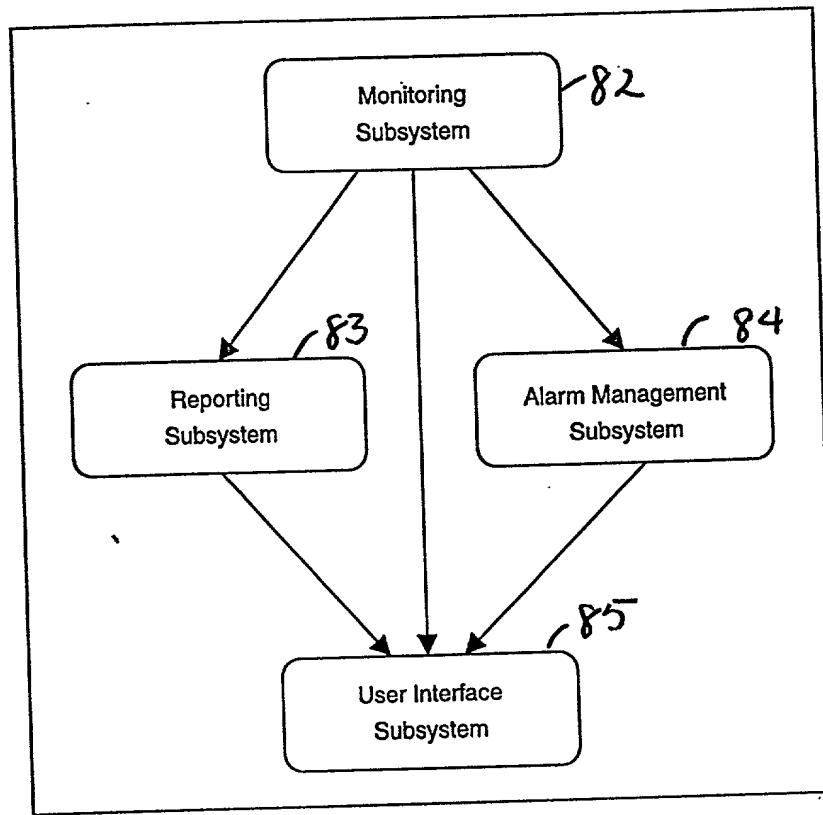 Monitoring
Subsystem
82
83
84
Reporting
Subsystem
Alarm Management
Subsystem
85
User Interface
Subsystem